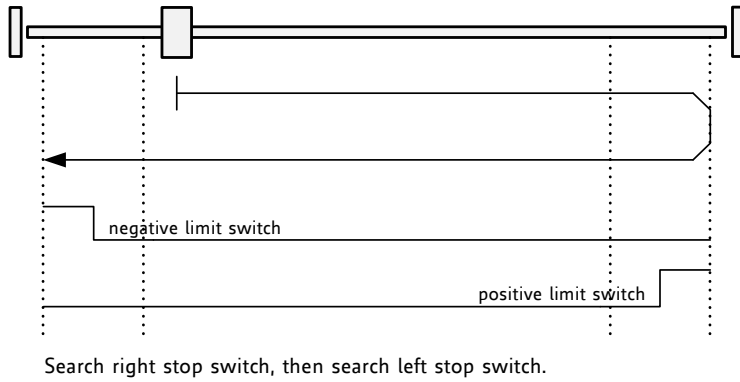 negative limit switch
positive limit switch
Search right stop switch, then search left stop switch.